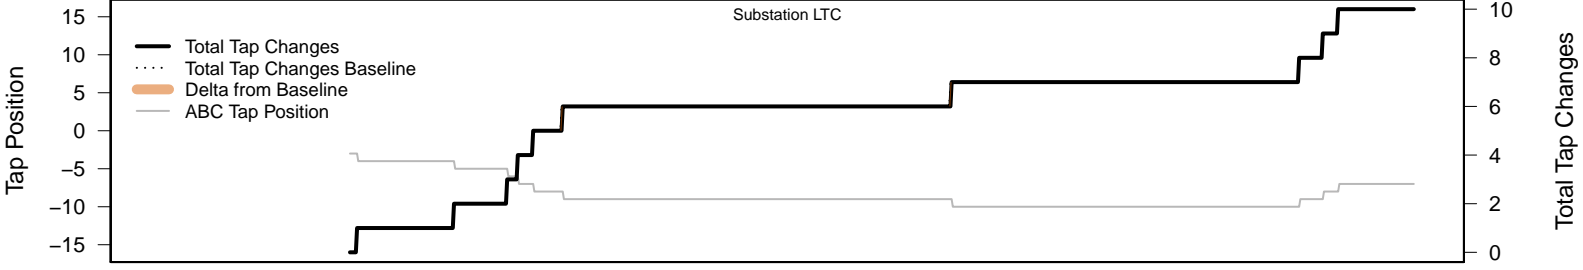 Substation LTC
Total Tap Changes
Total Tap Changes Baseline
Delta from Baseline
ABC Tap Position
Tap Position
15
10
5
0
−5
−10
−15
10
8
6
4
2
0
Total Tap Changes